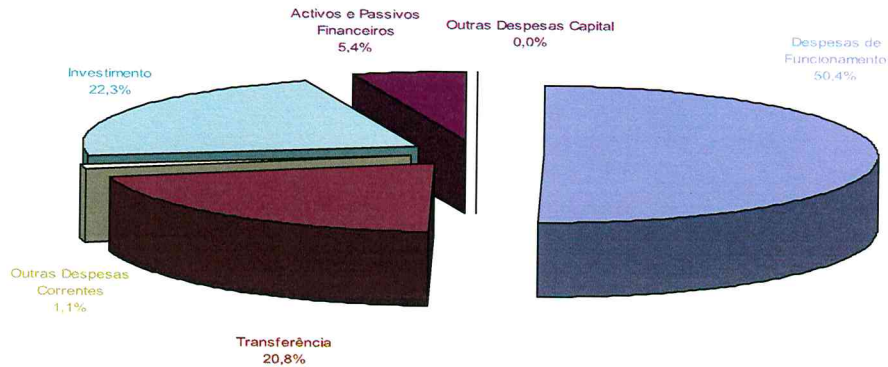 Activos e Passivos
Financeiros
5,4%
Outras Despesas Capital
0,0%
Despesas de
Funcionamento
50,4%
Investimento
22,3%
Outras Despesas
Correntes
1,1%
Transferência
20,8%